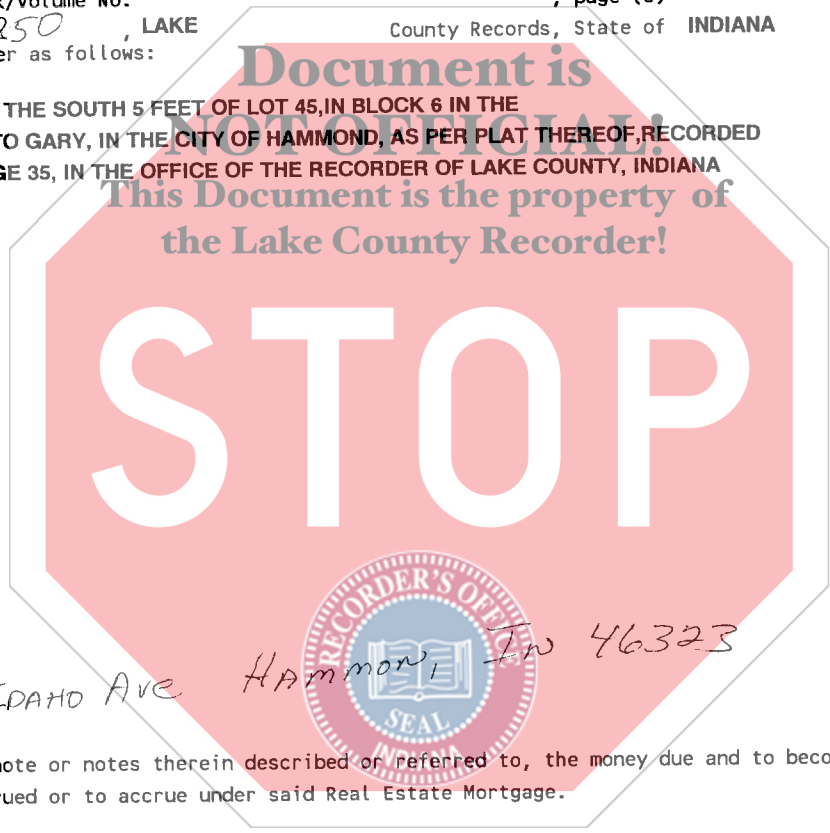 /Volume No. , page (s)
250 , LAKE County Records, State of INDIANA
er as follows:
Document is
THE SOUTH 5 FEET OF LOT 45,IN BLOCK 6 IN THE
NOT OFFICIAL!
TO GARY, IN THE CITY OF HAMMOND, AS PER PLAT THEREOF,RECORDED
GE 35, IN THE OFFICE OF THE RECORDER OF LAKE COUNTY, INDIANA
This Document is the property of
the Lake County Recorder!
STOP
RECORDER'S OFFICE
SEAL
INDIANA
IDAHO Ave HAMMON, IN 46323
note or notes therein described or referred to, the money due and to beco
rued or to accrue under said Real Estate Mortgage.